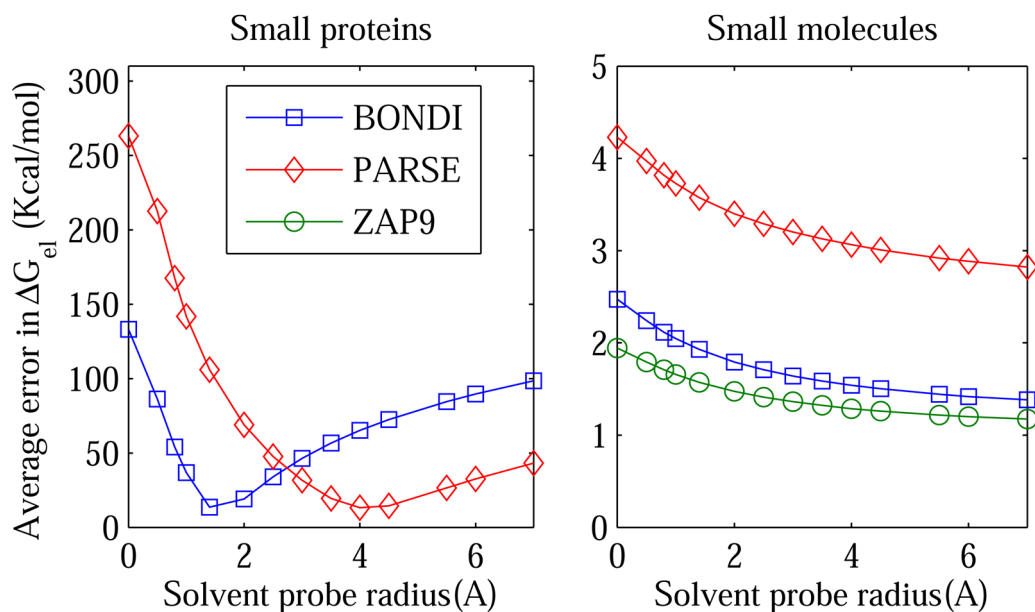 Small proteins
Small molecules
Average error in ΔG el (Kcal/mol)
300
250
200
150
100
50
0
BONDI
PARSE
ZAP9
0 2 4 6
Solvent probe radius(A)
5
4
3
2
1
0
0 2 4 6
Solvent probe radius(A)